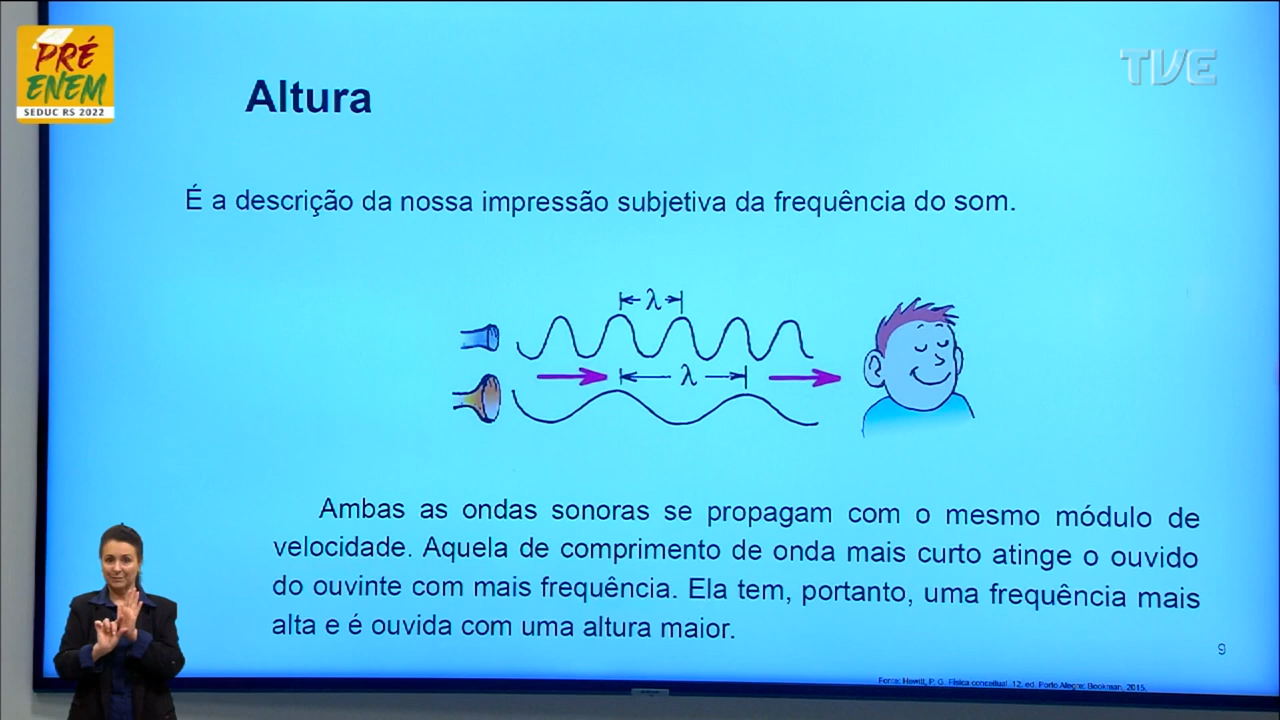 PRÉ
ENEM
SEDUC RS 2022
TVE
Altura
É a descrição da nossa impressão subjetiva da frequência do som.
λ
λ
Ambas as ondas sonoras se propagam com o mesmo módulo de
velocidade. Aquela de comprimento de onda mais curto atinge o ouvido
do ouvinte com mais frequência. Ela tem, portanto, uma frequência mais
alta e é ouvida com uma altura maior.
9
Fonte: Hewitt, P. G. Física conceitual. 12. ed. Porto Alegre: Bookman, 2015.